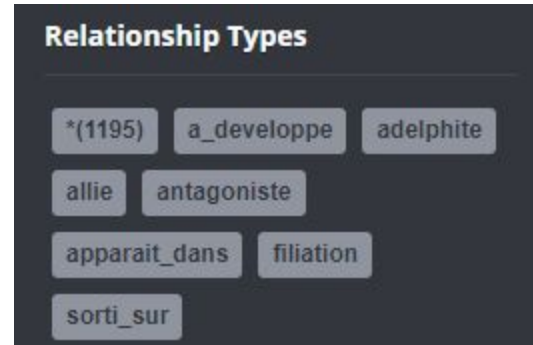 Relationship Types
*(1195) a_developpe adelphite
allie antagoniste
apparait_dans filiation
sorti_sur